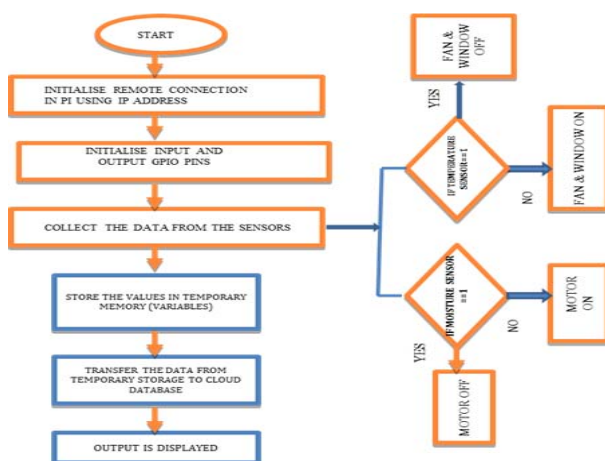 START
INITIALISE REMOTE CONNECTION
IN PI USING IP ADDRESS
INITIALISE INPUT AND
OUTPUT GPIO PINS
COLLECT THE DATA FROM THE SENSORS
STORE THE VALUES IN TEMPORARY
MEMORY (VARIABLES)
TRANSFER THE DATA FROM
TEMPORARY STORAGE TO CLOUD
DATABASE
OUTPUT IS DISPLAYED
FAN &
WINDOW
OFF
YES
IF TEMPERATURE
SENSOR==1
NO
FAN & WINDOW ON
IF MOISTURE SENSOR
==1
NO
MOTOR
ON
YES
MOTOR OFF